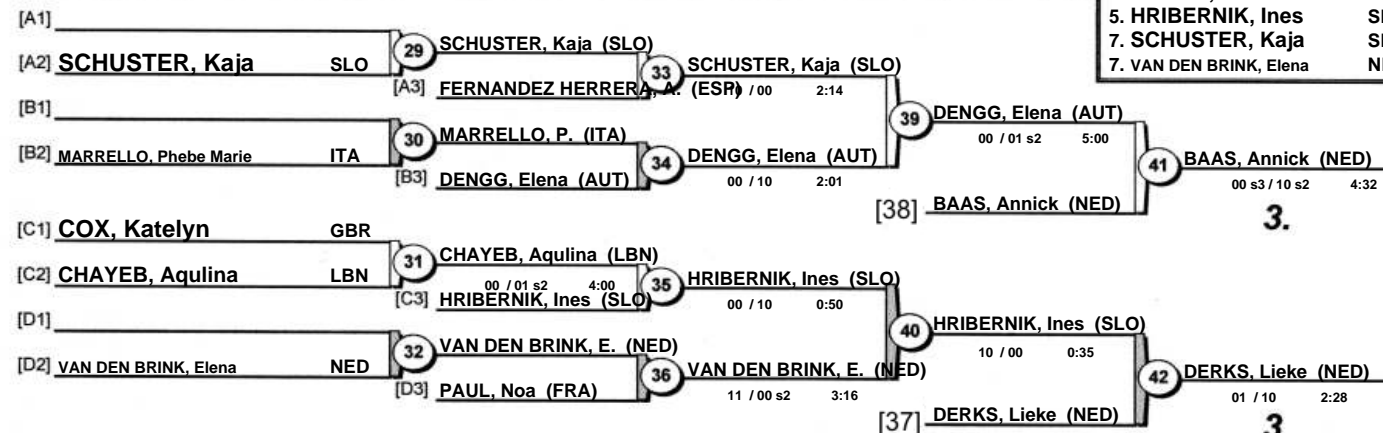 5. HRIBERNIK, Ines
7. SCHUSTER, Kaja
7. VAN DEN BRINK, Elena
[A1]
[A2] SCHUSTER, Kaja SLO
29
SCHUSTER, Kaja (SLO)
[A3] FERNANDEZ HERRERA, A. (ESP)
33
SCHUSTER, Kaja (SLO)
/ 00 2:14
[B1]
[B2] MARRELLO, Phebe Marie ITA
30
MARRELLO, P. (ITA)
[B3] DENGG, Elena (AUT)
34
DENGG, Elena (AUT)
00 / 10 2:01
39
DENGG, Elena (AUT)
00 / 01 s2 5:00
[38] BAAS, Annick (NED)
41
BAAS, Annick (NED)
00 s3 / 10 s2 4:32
3.
[C1] COX, Katelyn GBR
[C2] CHAYEB, Aqulina LBN
31
CHAYEB, Aqulina (LBN)
00 / 01 s2 4:00
[C3] HRIBERNIK, Ines (SLO)
35
HRIBERNIK, Ines (SLO)
00 / 10 0:50
[D1]
[D2] VAN DEN BRINK, Elena NED
32
VAN DEN BRINK, E. (NED)
[D3] PAUL, Noa (FRA)
36
VAN DEN BRINK, E. (NED)
11 / 00 s2 3:16
40
HRIBERNIK, Ines (SLO)
10 / 00 0:35
[37] DERKS, Lieke (NED)
42
DERKS, Lieke (NED)
01 / 10 2:28
3